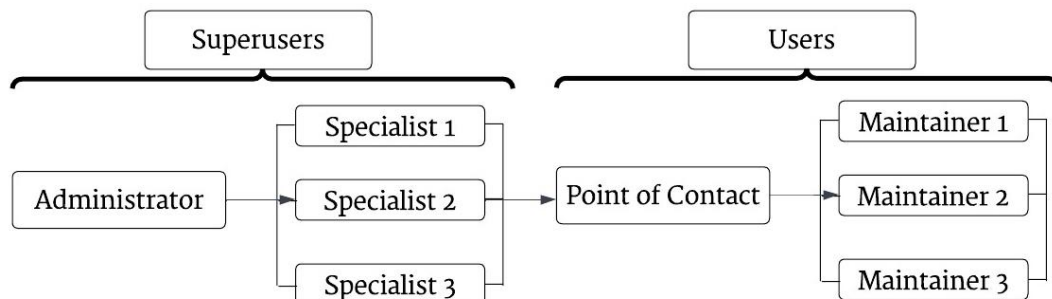 Superusers
Users
Administrator
Specialist 1
Specialist 2
Specialist 3
Point of Contact
Maintainer 1
Maintainer 2
Maintainer 3